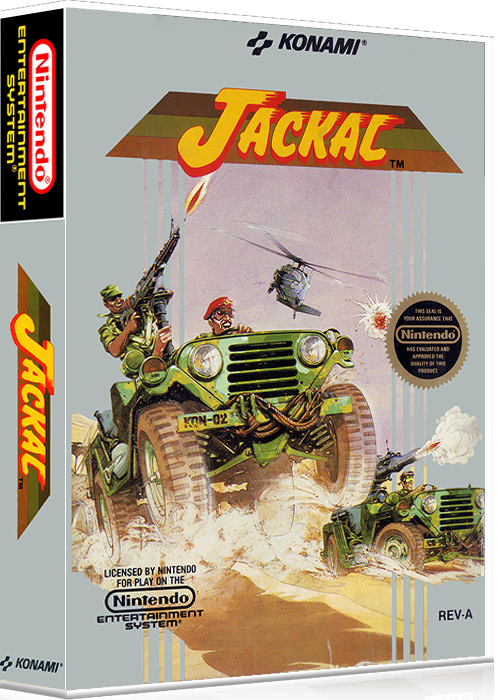 KONAMI®
JACKAL
TM
THIS SEAL IS
YOUR ASSURANCE THAT
Nintendo®
HAS EVALUATED AND
APPROVED THE
QUALITY OF THIS
PRODUCT
KON-02
LICENSED BY NINTENDO
FOR PLAY ON THE
Nintendo®
ENTERTAINMENT
SYSTEM®
REV-A
Nintendo®
ENTERTAINMENT
SYSTEM®
JACKAL
TM
KONAMI®